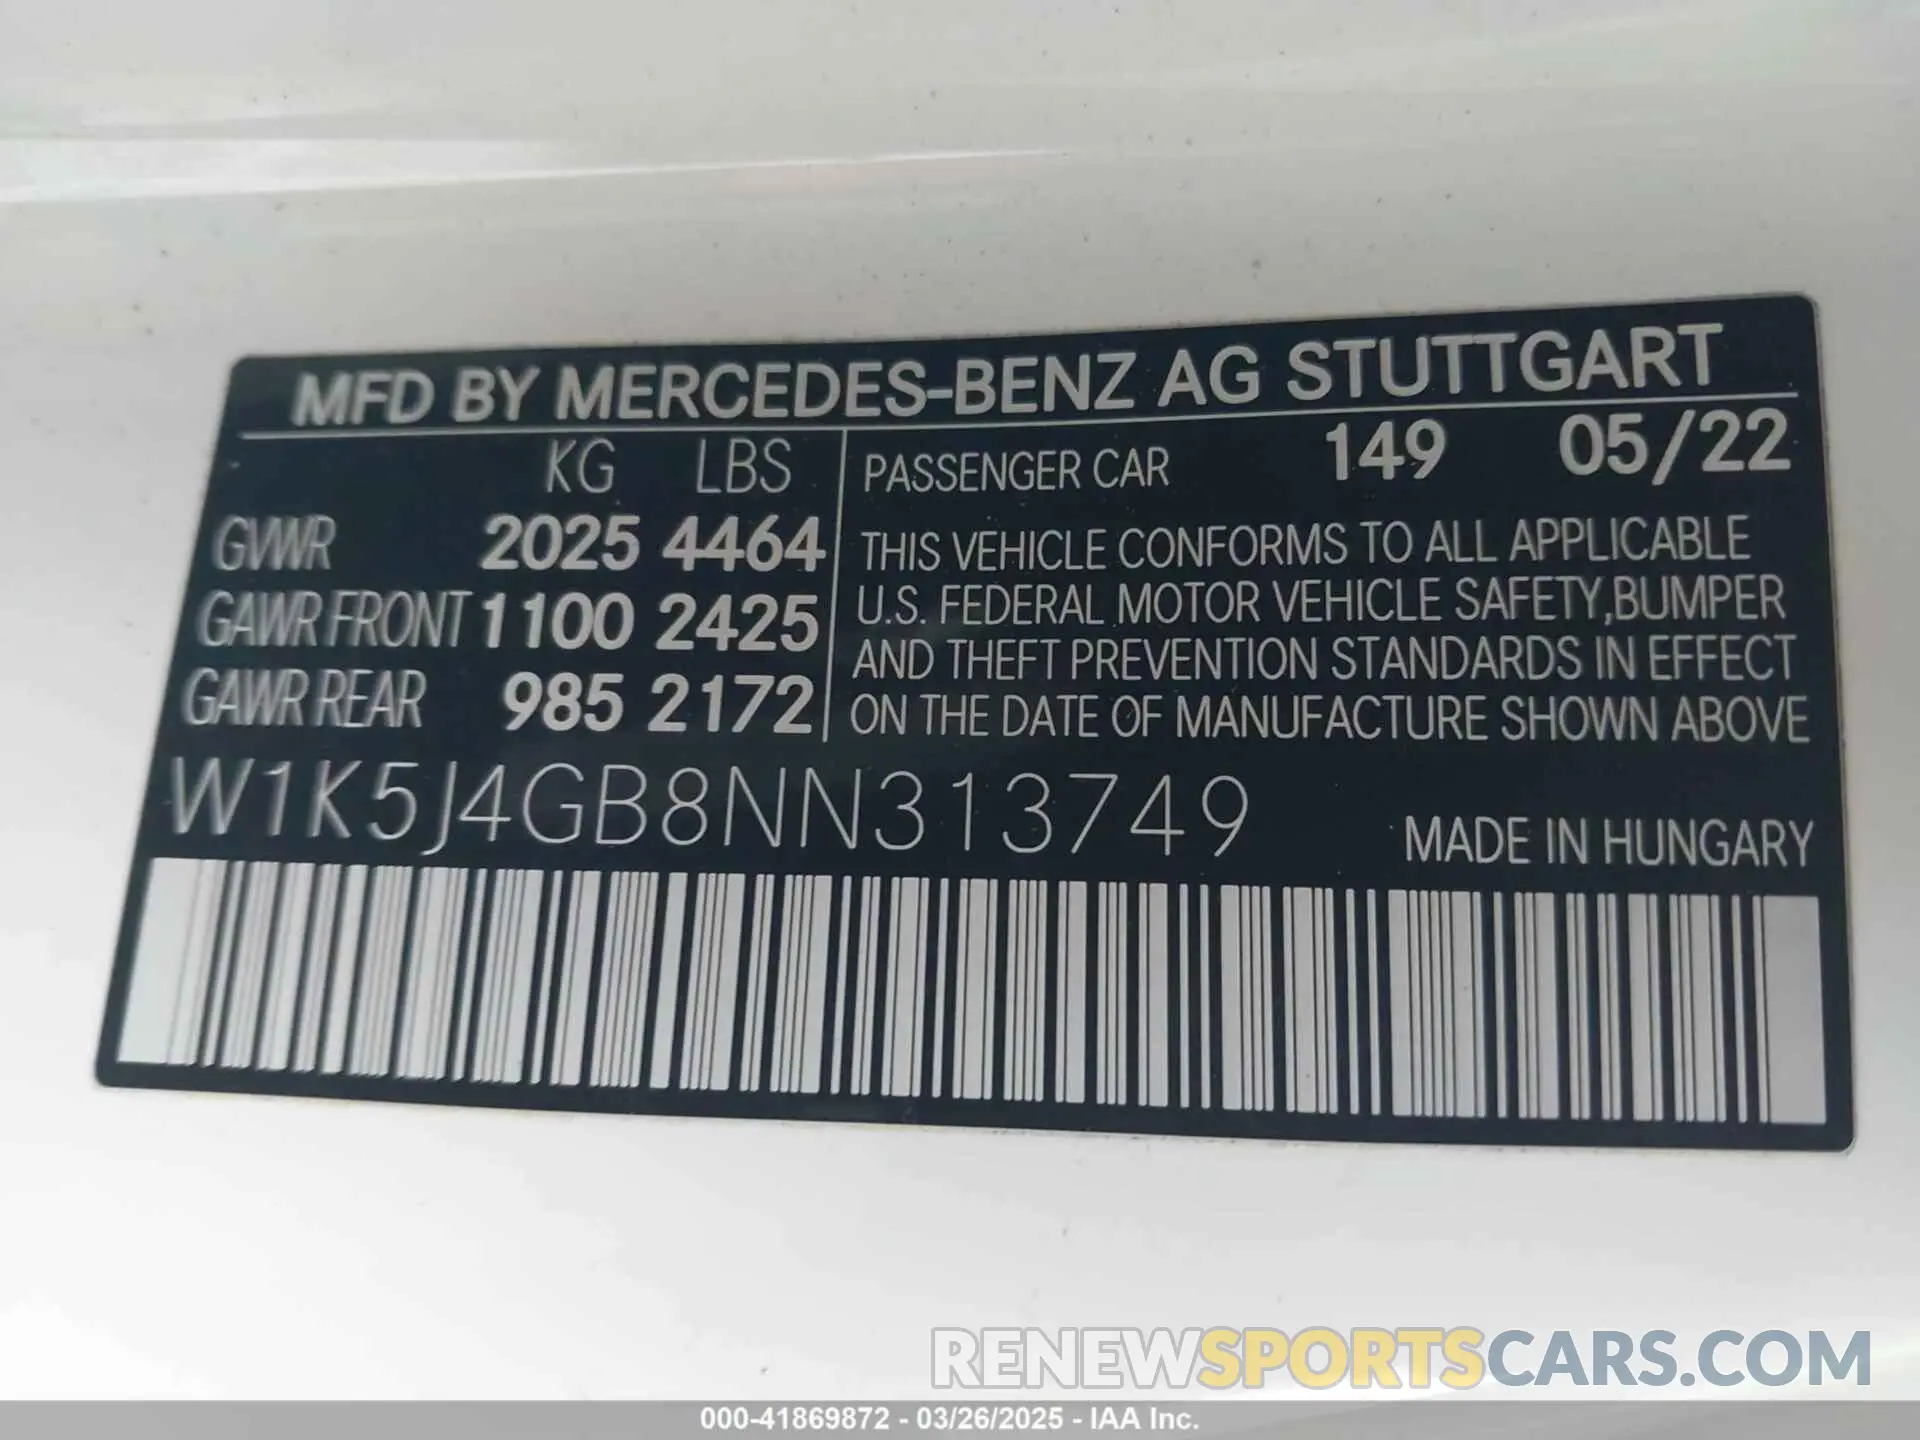 MFD BY MERCEDES-BENZ AG STUTTGART
KG LBS
GVWR 2025 4464
GAWR FRONT 1100 2425
GAWR REAR 985 2172
PASSENGER CAR 149 05/22
THIS VEHICLE CONFORMS TO ALL APPLICABLE
U.S. FEDERAL MOTOR VEHICLE SAFETY,BUMPER
AND THEFT PREVENTION STANDARDS IN EFFECT
ON THE DATE OF MANUFACTURE SHOWN ABOVE
W1K5J4GB8NN313749
MADE IN HUNGARY
RENEWSPORTSCARS.COM
000-41869872 - 03/26/2025 - IAA Inc.